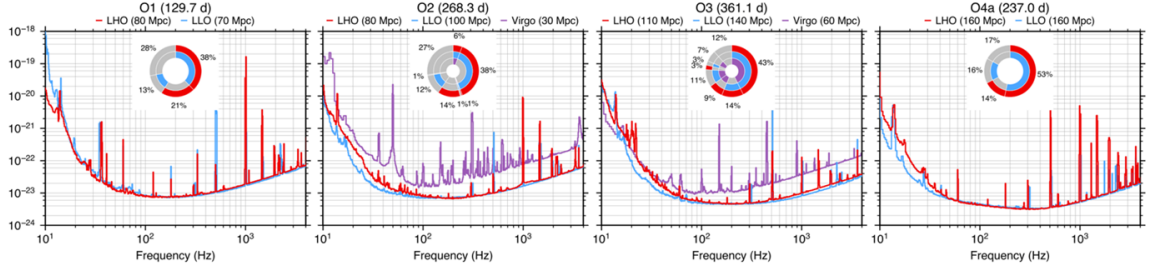 O1 (129.7 d)
LHO (80 Mpc) LLO (70 Mpc)
28%
38%
13%
21%
O2 (268.3 d)
LHO (80 Mpc) LLO (100 Mpc) Virgo (30 Mpc)
6%
27%
38%
1%
12%
14% 1%1%
O3 (361.1 d)
LHO (110 Mpc) LLO (140 Mpc) Virgo (60 Mpc)
12%
7%
3%
3%
43%
11%
9%
14%
O4a (237.0 d)
LHO (160 Mpc) LLO (160 Mpc)
17%
16%
53%
14%
10⁻¹⁸
10⁻¹⁹
10⁻²⁰
10⁻²¹
10⁻²²
10⁻²³
10⁻²⁴
10¹ 10² 10³
10¹ 10² 10³
10¹ 10² 10³
10¹ 10² 10³
Frequency (Hz)
Frequency (Hz)
Frequency (Hz)
Frequency (Hz)